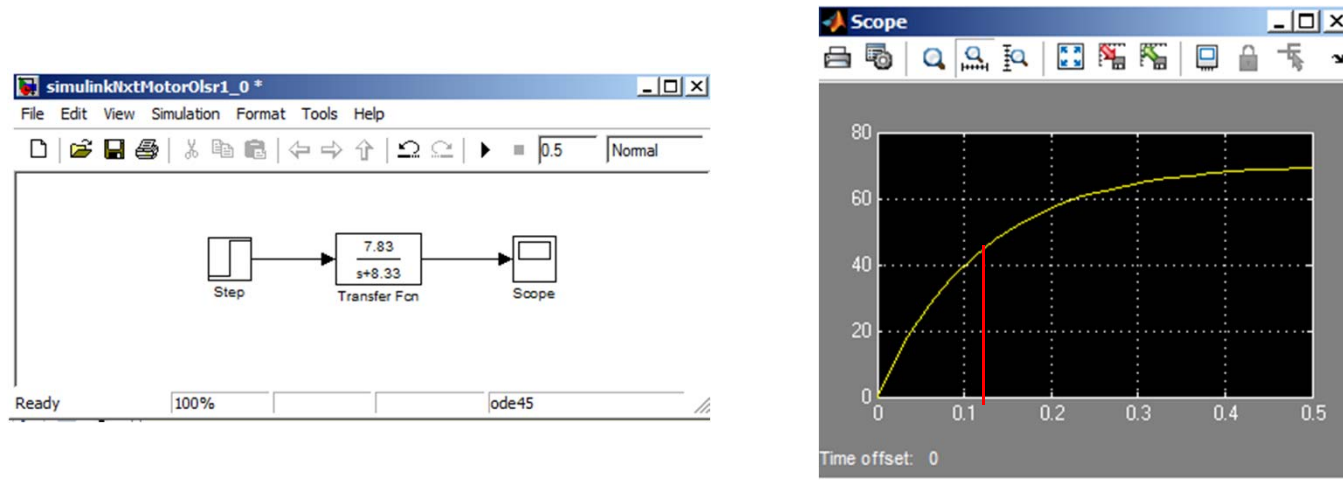 simulinkNxtMotorOlsr1_0 *
File Edit View Simulation Format Tools Help
0.5 Normal
7.83
s+8.33
Step
Transfer Fcn
Scope
Ready 100% ode45
Scope
80
60
40
20
0
0 0.1 0.2 0.3 0.4 0.5
Time offset: 0